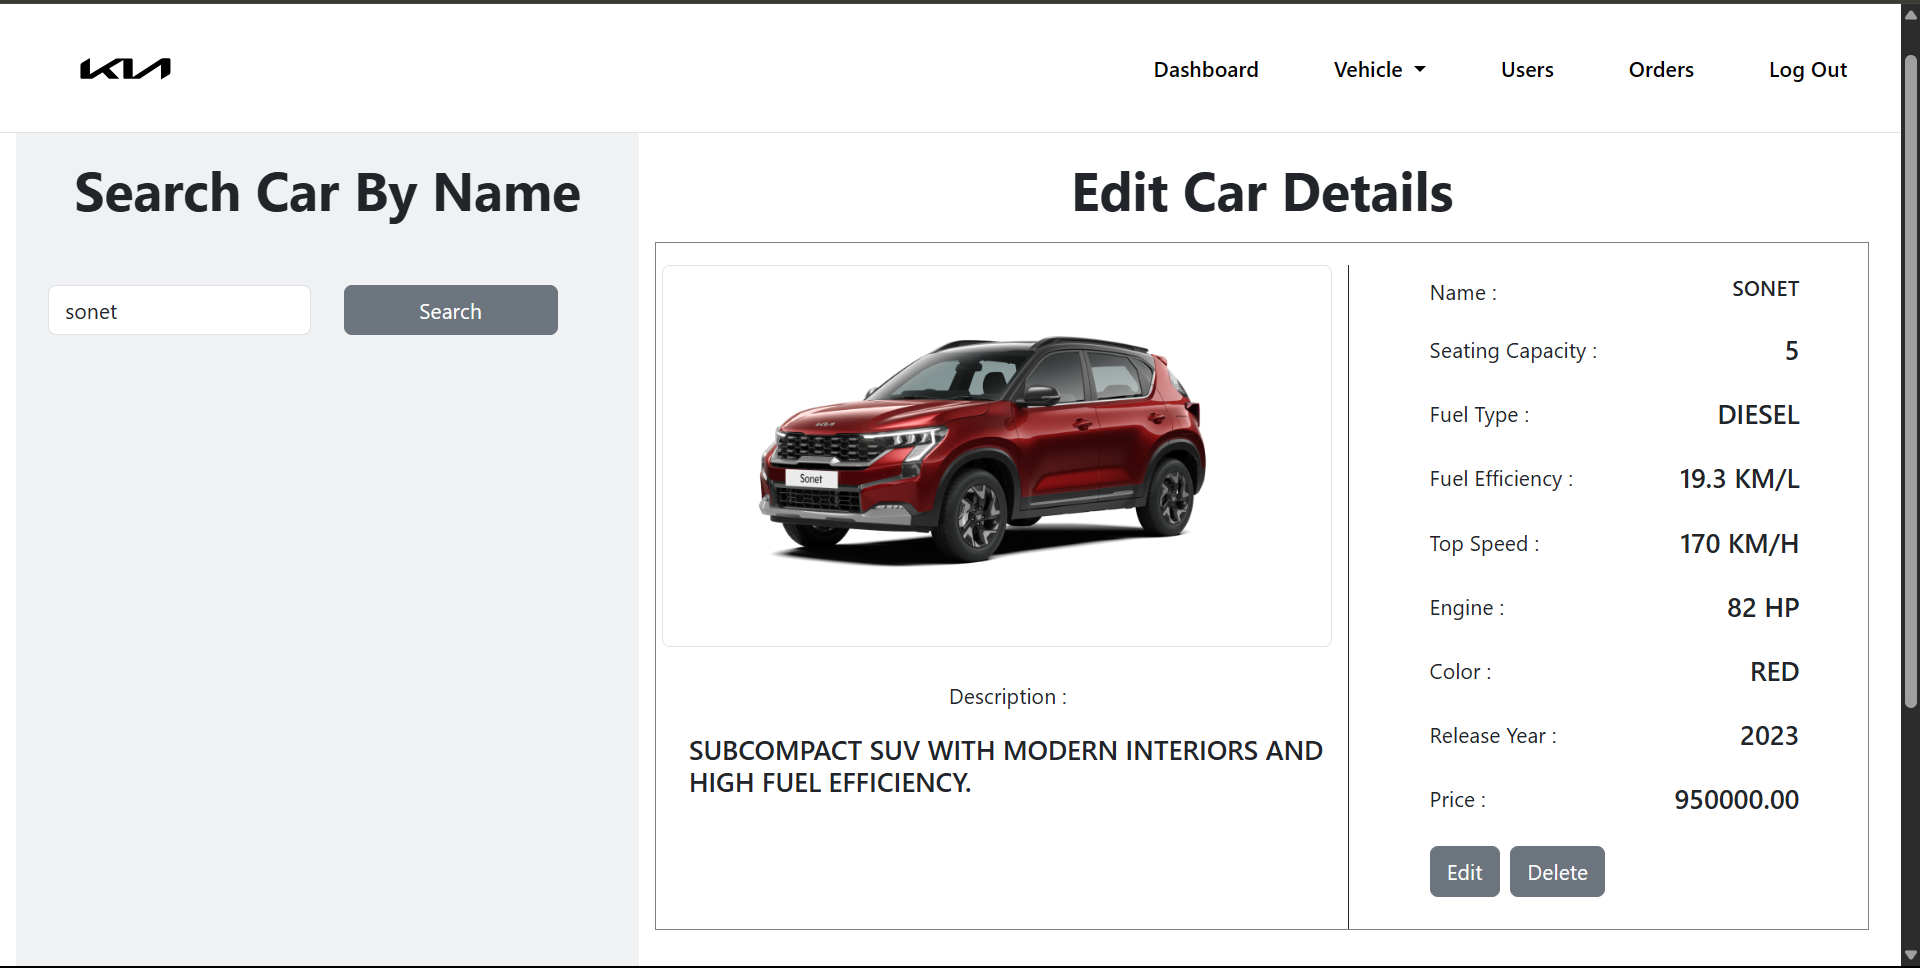 KIA
Dashboard
Vehicle
Users
Orders
Log Out
Search Car By Name
sonet
Search
Edit Car Details
Sonet
Description :
SUBCOMPACT SUV WITH MODERN INTERIORS AND
HIGH FUEL EFFICIENCY.
Name : SONET
Seating Capacity : 5
Fuel Type : DIESEL
Fuel Efficiency : 19.3 KM/L
Top Speed : 170 KM/H
Engine : 82 HP
Color : RED
Release Year : 2023
Price : 950000.00
Edit
Delete